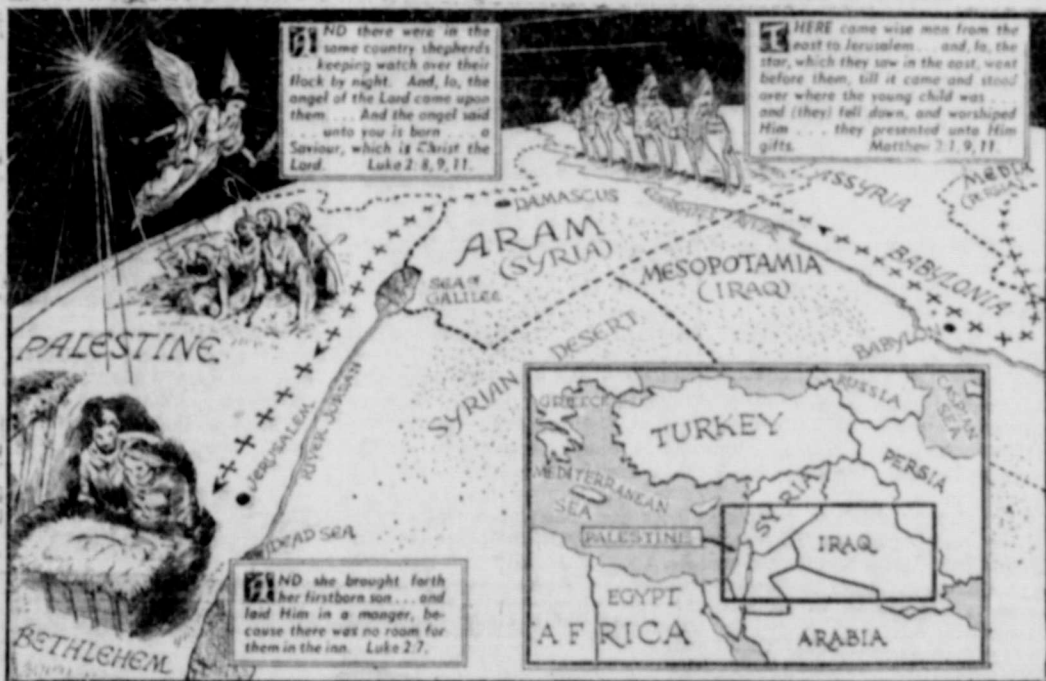 AND there were in the
same country shepherds
. . keeping watch over their
flock by night. And, lo, the
angel of the Lord came upon
them . . . And the angel said
. . . unto you is born . . . a
Saviour, which is Christ the
Lord. Luke 2: 8, 9, 11.
THERE came wise men from the
east to Jerusalem . . . and, lo, the
star, which they saw in the east, went
before them, till it came and stood
over where the young child was . . .
and (they) fell down, and worshiped
Him . . . they presented unto Him
gifts. Matthew 2:1, 9, 11.
DAMASCUS
ARAM
(SYRIA)
SEA OF
GALILEE
MESOPOTAMIA
(IRAQ)
ASSYRIA
MEDIA
(PERSIA)
BABYLONIA
BABYLON
PALESTINE
SYRIAN DESERT
RIVER JORDAN
JERUSALEM
DEAD SEA
BETHLEHEM
AND she brought forth
her firstborn son . . . and
laid Him in a manger, be-
cause there was no room for
them in the inn. Luke 2:7.
GREECE
TURKEY
RUSSIA
CASPIAN
SEA
PERSIA
MEDITERRANEAN
SEA
SYRIA
PALESTINE
IRAQ
EGYPT
AFRICA
ARABIA